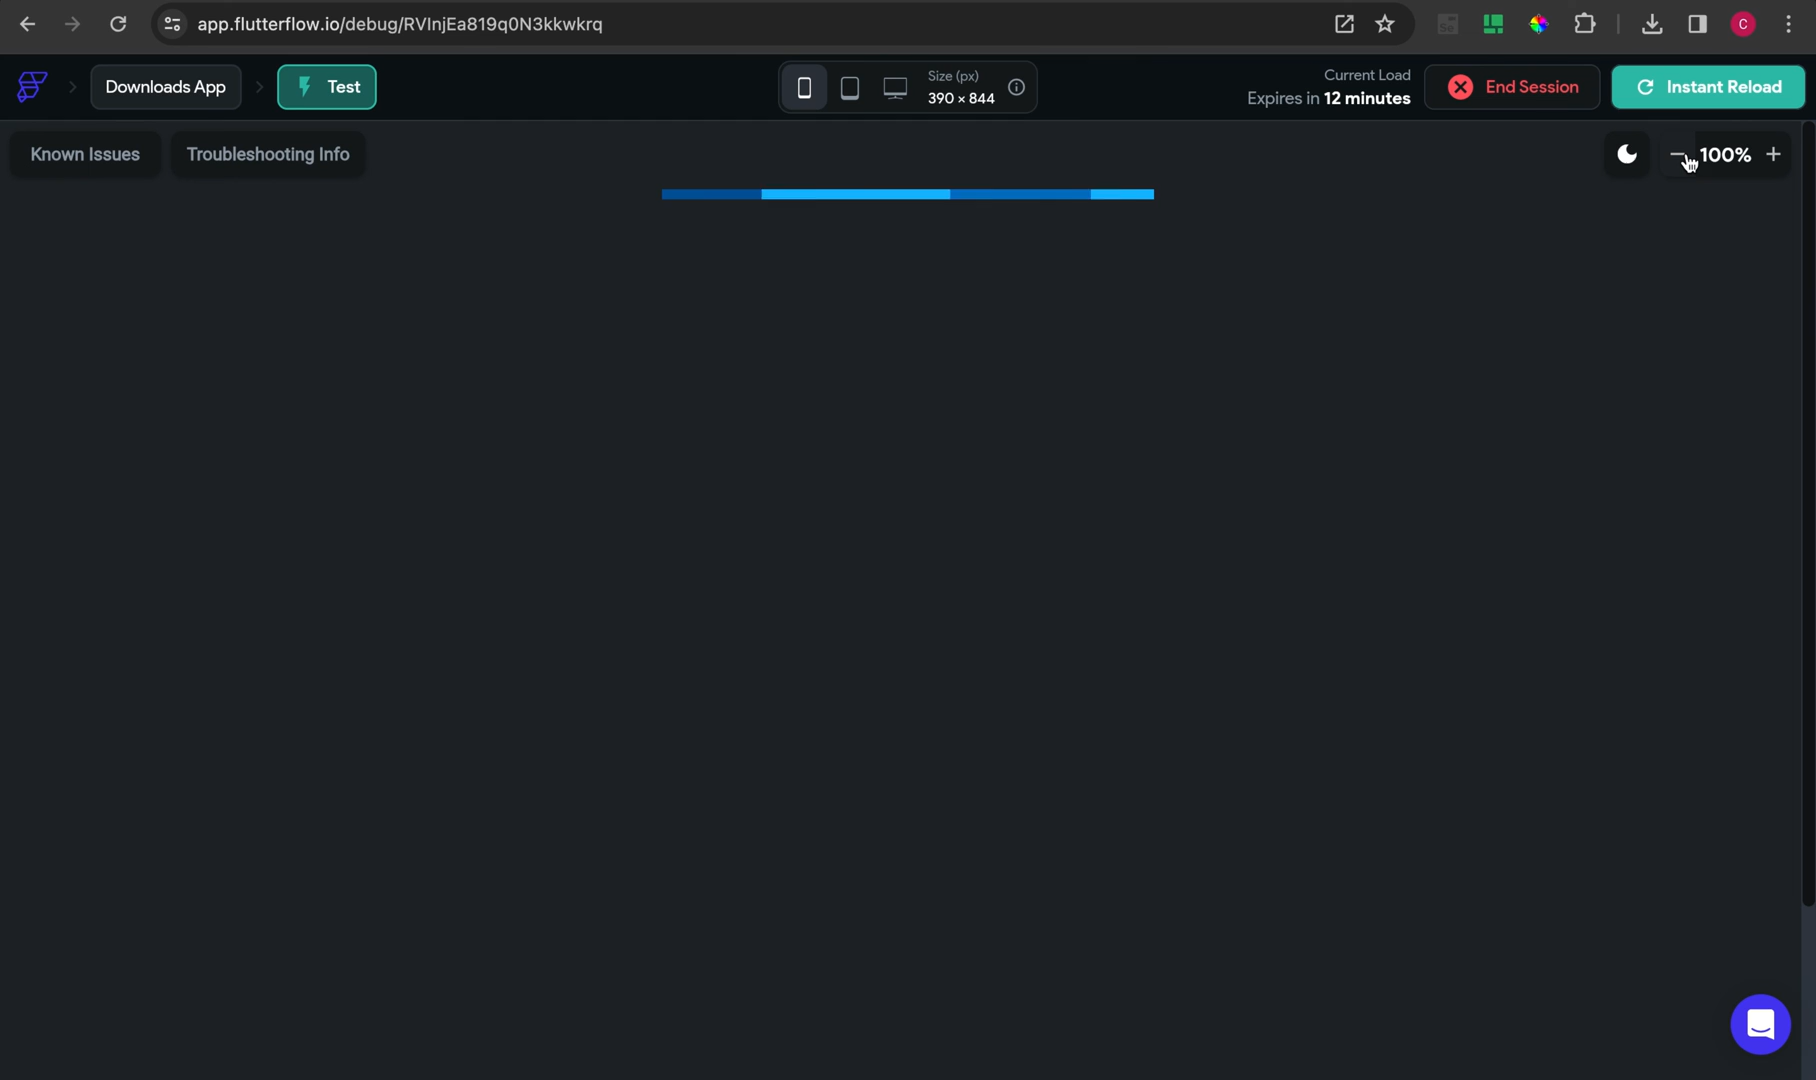 app.flutterflow.io/debug/RVlnjEa819q0N3kkwkrq
C
Downloads App
Test
Size (px)
390 × 844
Current Load
Expires in 12 minutes
End Session
Instant Reload
Known Issues
Troubleshooting Info
100%